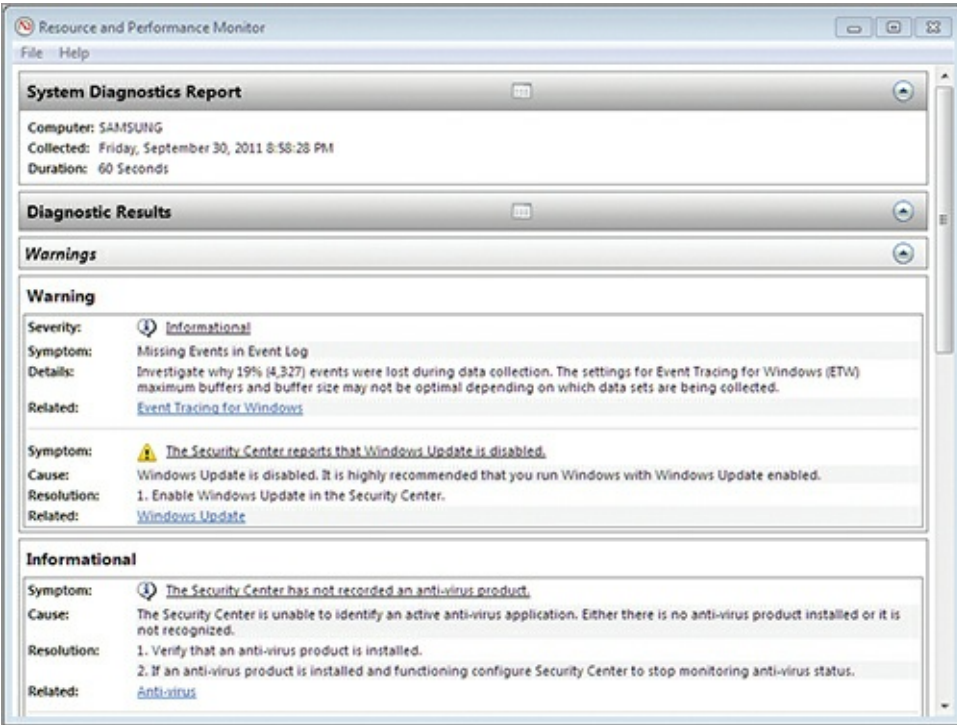 Resource and Performance Monitor
File Help
System Diagnostics Report
Computer: SAMSUNG
Collected: Friday, September 30, 2011 8:58:28 PM
Duration: 60 Seconds
Diagnostic Results
Warnings
Warning
Severity: Informational
Symptom: Missing Events in Event Log
Details: Investigate why 19% (4,327) events were lost during data collection. The settings for Event Tracing for Windows (ETW)
maximum buffers and buffer size may not be optimal depending on which data sets are being collected.
Related: Event Tracing for Windows
Symptom: The Security Center reports that Windows Update is disabled.
Cause: Windows Update is disabled. It is highly recommended that you run Windows with Windows Update enabled.
Resolution: 1. Enable Windows Update in the Security Center.
Related: Windows Update
Informational
Symptom: The Security Center has not recorded an anti-virus product.
Cause: The Security Center is unable to identify an active anti-virus application. Either there is no anti-virus product installed or it is
not recognized.
Resolution: 1. Verify that an anti-virus product is installed.
2. If an anti-virus product is installed and functioning configure Security Center to stop monitoring anti-virus status.
Related: Anti-virus